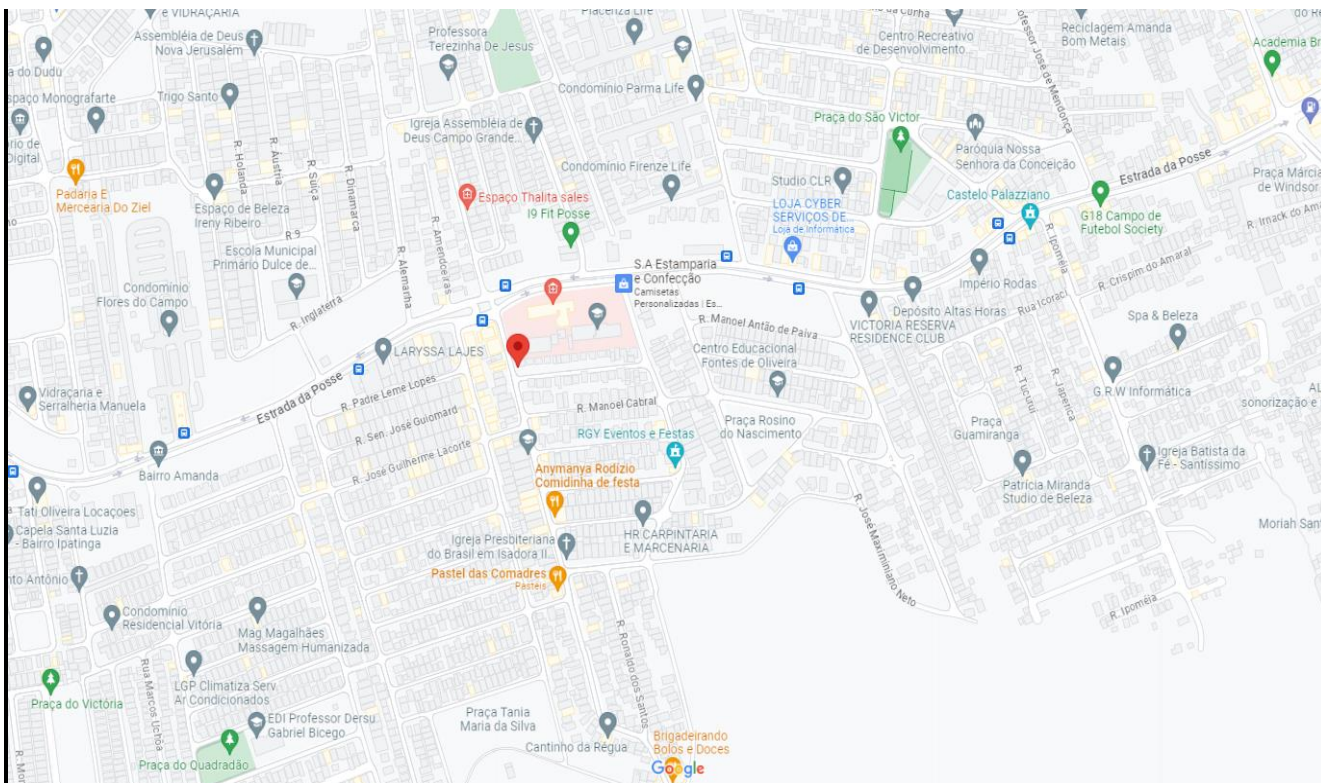 e VIDRAÇARIA
Assembléia de Deus
Nova Jerusalém
Professora
Terezinha De Jesus
Piacenza Life
Centro Recreativo
de Desenvolvimento...
Reciclagem Amanda
Bom Metais
Academia Br
a do Dudu
spaço Monografarte
Trigo Santo
Condomínio Parma Life
Professor José de Mendonça
Praça do São Victor
Igreja Assembléia de
Deus Campo Grande...
Digital
R. Holanda
R. Áustria
R. Suíça
R. Dinamarca
Condomínio Firenze Life
Paróquia Nossa
Senhora da Conceição
Estrada da Posse
Praça Márcia
de Windsor
Padaria E
Mercearia Do Ziel
Espaço de Beleza
Ireny Ribeiro
Espaço Thalita sales
I9 Fit Posse
Studio CLR
LOJA CYBER
SERVIÇOS DE...
Loja de Informática
Castelo Palazziano
G18 Campo de
Futebol Society
R. 9
Escola Municipal
Primário Dulce de...
R. Alemanha
R. Amendoeiras
R. Ipoméia
R. Crispim do Amaral
Condomínio
Flores do Campo
R. Inglaterra
S.A Estamparia
e Confecção
Camisetas
Personalizadas | Es...
Império Rodas
Depósito Altas Horas
Rua Icoraci
R. Manoel Antão de Paiva
VICTORIA RESERVA
RESIDENCE CLUB
Spa & Beleza
LARYSSA LAJES
Centro Educacional
Fontes de Oliveira
Vidraçaria e
Serralheria Manuela
Estrada da Posse
R. Padre Leme Lopes
R. Tucuruí
R. Japeriça
G.R.W Informática
AL
sonorização e
R. Manoel Cabral
R. Sen. José Guiomard
Praça Rosino
do Nascimento
Praça
Guamiranga
R. José Guilherme Lacorte
RGY Eventos e Festas
Bairro Amanda
Anymanya Rodízio
Comidinha de festa
Igreja Batista da
Fé - Santíssimo
Patrícia Miranda
Studio de Beleza
Tati Oliveira Locaçoes
Capela Santa Luzia
- Bairro Ipatinga
R. José Maximiniano Neto
Moriah Sant
Igreja Presbiteriana
do Brasil em Isadora II...
HR CARPINTARIA
E MARCENARIA
nto Antônio
Pastel das Comadres
Pastéis
Condomínio
Residencial Vitória
R. Ipoméia
Mag Magalhães
Massagem Humanizada
R. Ronaldo dos Santos
Rua Marcos Uchôa
LGP Climatiza Serv.
Ar Condicionados
Praça do Victória
Praça Tania
Maria da Silva
EDI Professor Dersu
Gabriel Bicego
Cantinho da Régua
Brigadeirando
Bolos e Doces
Praça do Quadradão
Google